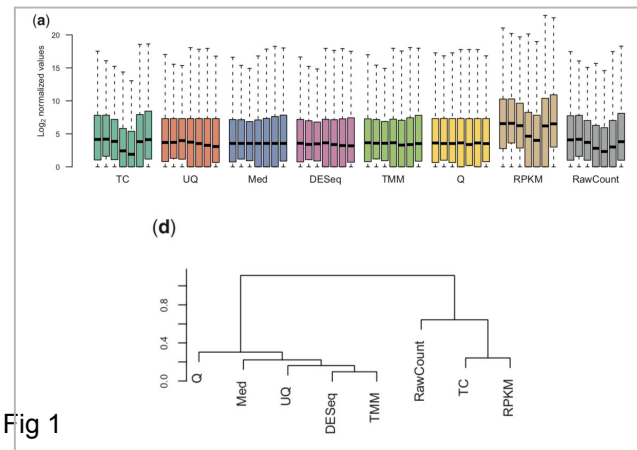 (a)
Log2 normalized values
20
15
10
5
0
TC UQ Med DESeq TMM Q RPKM RawCount
(d)
0.8
0.4
0.0
Q
Med
UQ
DESeq
TMM
RawCount
TC
RPKM
Fig 1